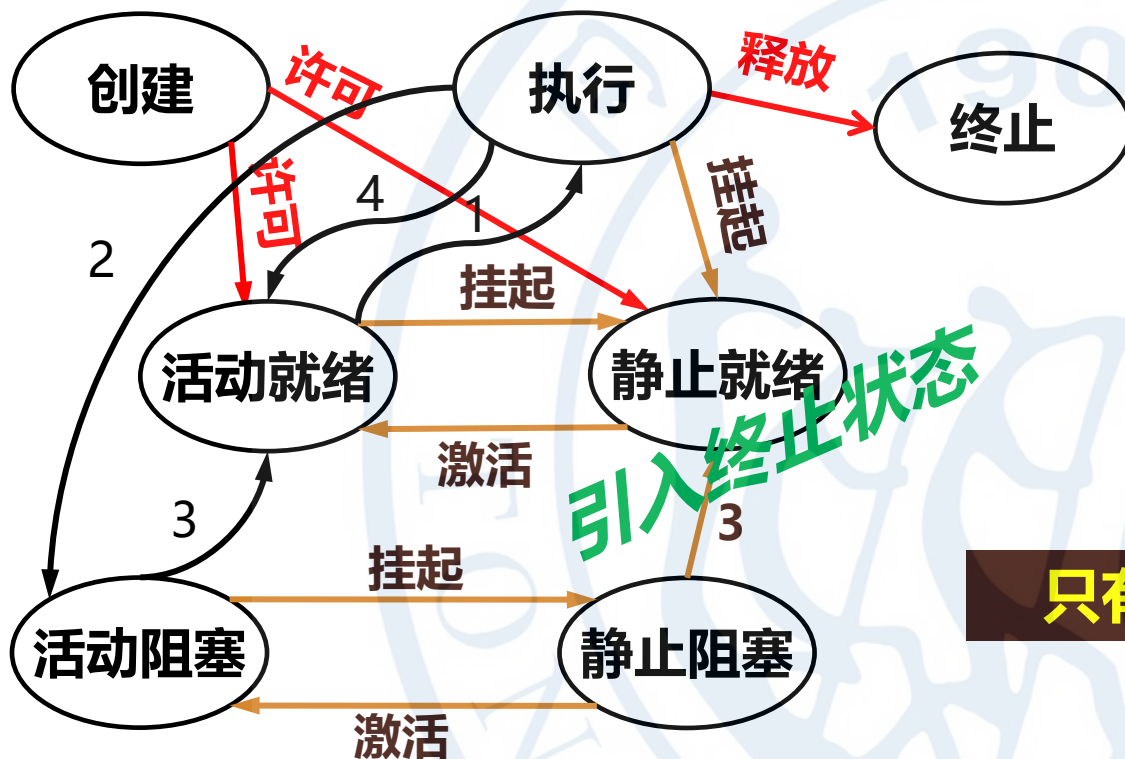 创建
许可
执行
释放
终止
许可
4
1
挂起
2
挂起
活动就绪
静止就绪
激活
引入终止状态
3
3
挂起
只有
活动阻塞
静止阻塞
激活
190